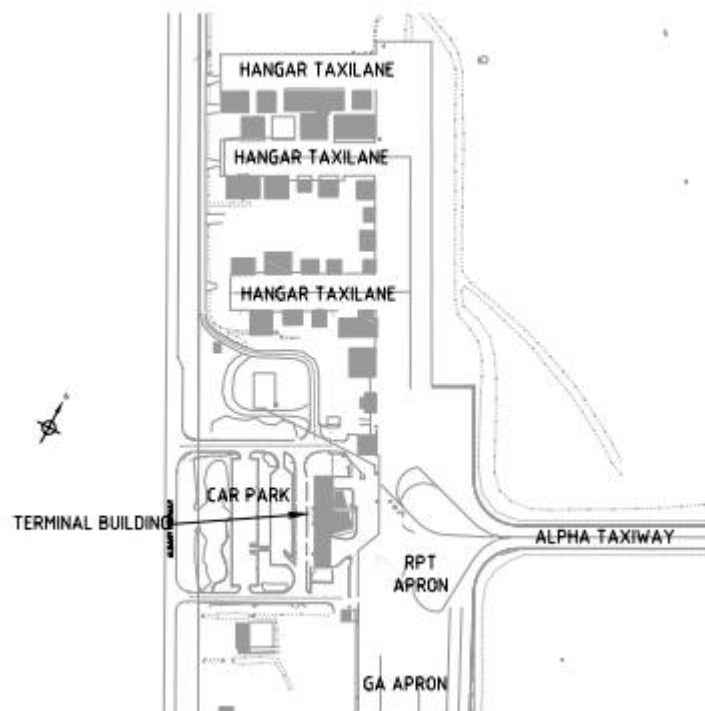 HANGAR TAXILANE
HANGAR TAXILANE
HANGAR TAXILANE
CAR PARK
TERMINAL BUILDING
ALPHA TAXIWAY
RPT
APRON
GA APRON